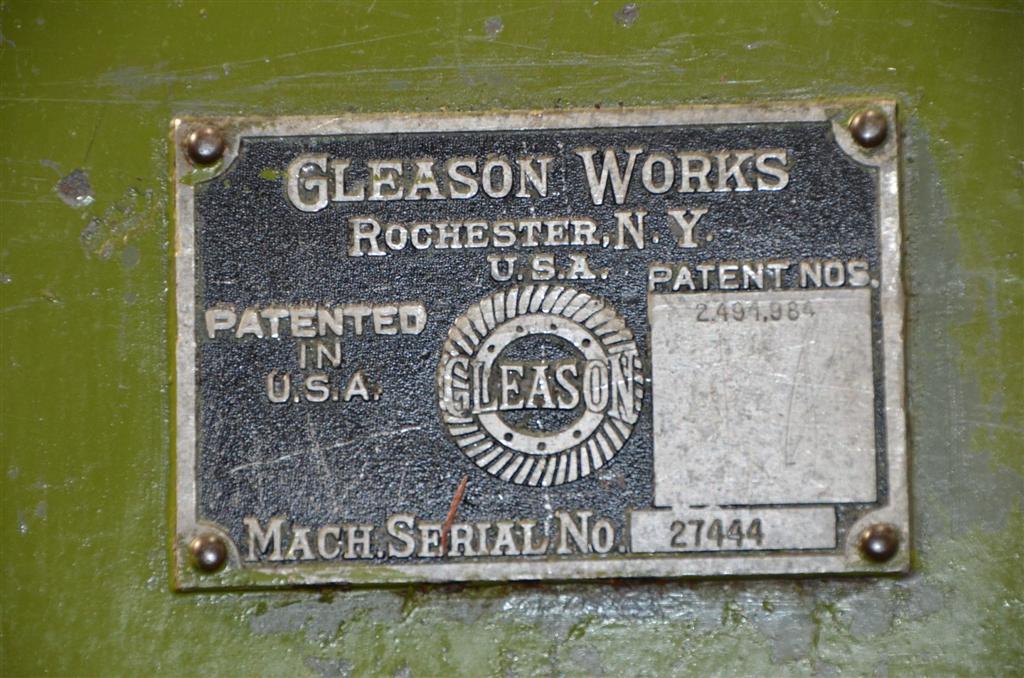 GLEASON WORKS
ROCHESTER, N.Y.
U.S.A.
PATENT NOS.
2,491,984
PATENTED
IN
U.S.A.
GLEASON
MACH. SERIAL NO. 27444